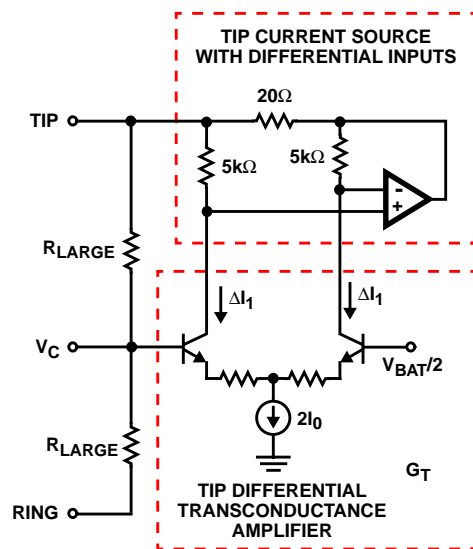 TIP CURRENT SOURCE
WITH DIFFERENTIAL INPUTS
20Ω
TIP
5kΩ
5kΩ
-
+
RLARGE
ΔI1
ΔI1
VC
VBAT/2
2I0
RLARGE
GT
TIP DIFFERENTIAL
TRANSCONDUCTANCE
AMPLIFIER
RING